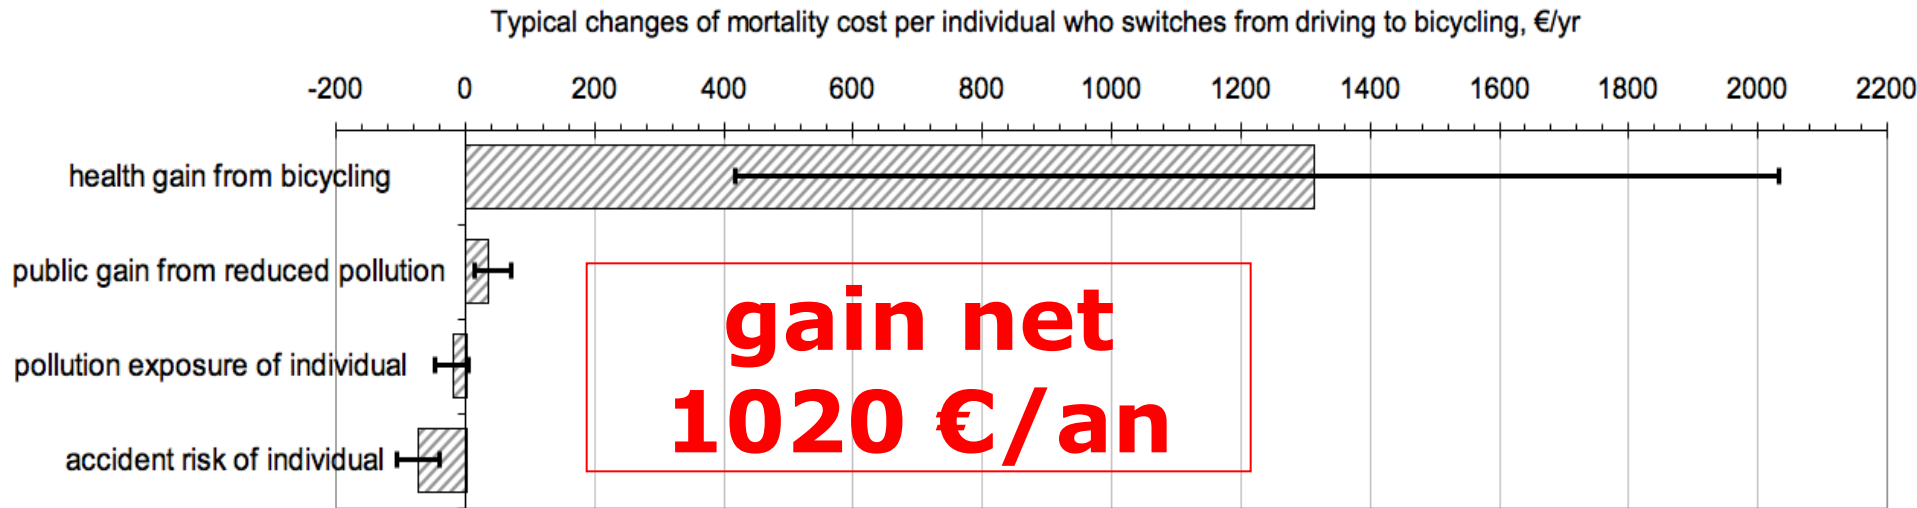 Typical changes of mortality cost per individual who switches from driving to bicycling, €/yr
-200 0 200 400 600 800 1000 1200 1400 1600 1800 2000 2200
health gain from bicycling
public gain from reduced pollution
pollution exposure of individual
accident risk of individual
gain net
1020 €/an